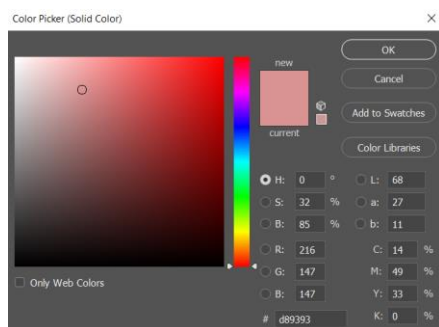 Color Picker (Solid Color)
new
current
OK
Cancel
Add to Swatches
Color Libraries
H: 0 °
S: 32 %
B: 85 %
R: 216
G: 147
B: 147
# d89393
L: 68
a: 27
b: 11
C: 14 %
M: 49 %
Y: 33 %
K: 0 %
Only Web Colors